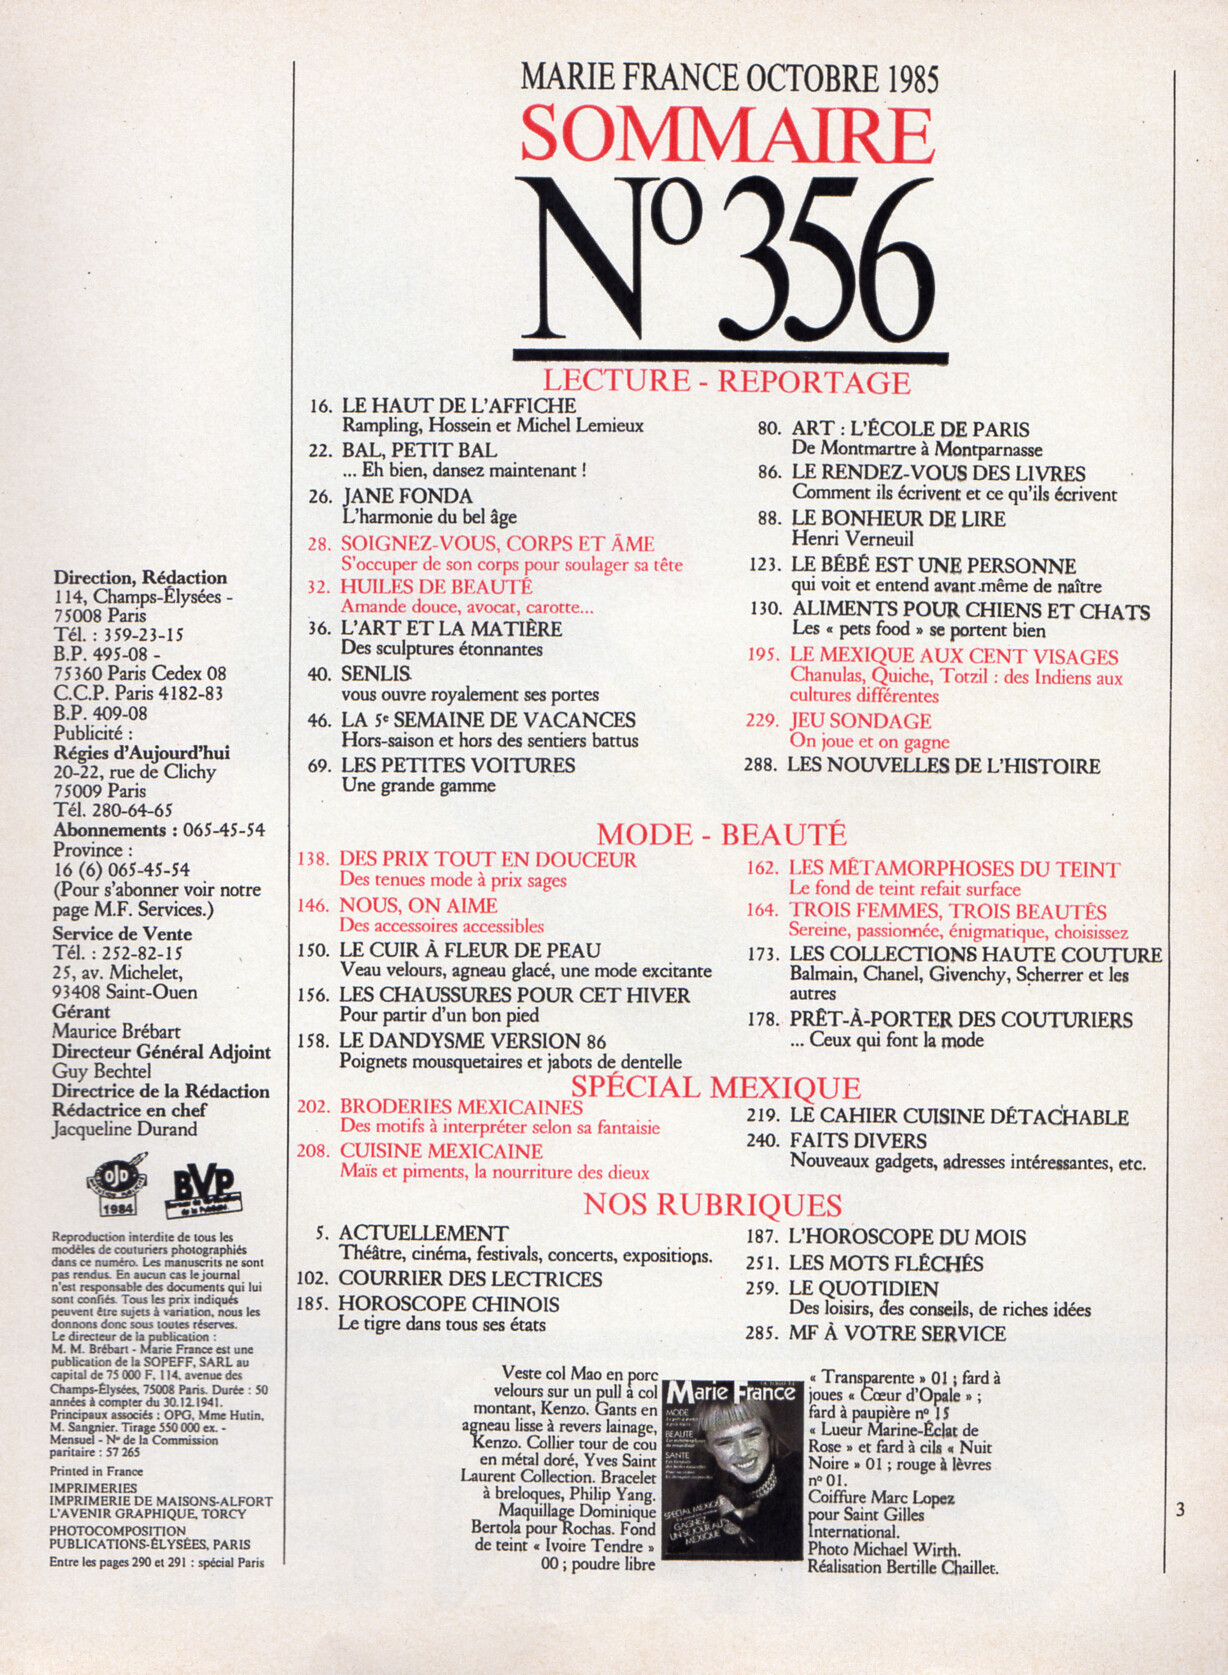 MARIE FRANCE OCTOBRE 1985
SOMMAIRE
Nº 356
LECTURE - REPORTAGE
16. LE HAUT DE L'AFFICHE
Rampling, Hossein et Michel Lemieux
22. BAL, PETIT BAL
... Eh bien, dansez maintenant !
26. JANE FONDA
L'harmonie du bel âge
28. SOIGNEZ-VOUS, CORPS ET ÂME
S'occuper de son corps pour soulager sa tête
32. HUILES DE BEAUTÉ
Amande douce, avocat, carotte...
36. L'ART ET LA MATIÈRE
Des sculptures étonnantes
40. SENLIS
vous ouvre royalement ses portes
46. LA 5e SEMAINE DE VACANCES
Hors-saison et hors des sentiers battus
69. LES PETITES VOITURES
Une grande gamme
80. ART : L'ÉCOLE DE PARIS
De Montmartre à Montparnasse
86. LE RENDEZ-VOUS DES LIVRES
Comment ils écrivent et ce qu'ils écrivent
88. LE BONHEUR DE LIRE
Henri Verneuil
123. LE BÉBÉ EST UNE PERSONNE
qui voit et entend avant même de naître
130. ALIMENTS POUR CHIENS ET CHATS
Les « pets food » se portent bien
195. LE MEXIQUE AUX CENT VISAGES
Chanulas, Quiche, Totzil : des Indiens aux
cultures différentes
229. JEU SONDAGE
On joue et on gagne
288. LES NOUVELLES DE L'HISTOIRE
MODE - BEAUTÉ
138. DES PRIX TOUT EN DOUCEUR
Des tenues mode à prix sages
146. NOUS, ON AIME
Des accessoires accessibles
150. LE CUIR À FLEUR DE PEAU
Veau velours, agneau glacé, une mode excitante
156. LES CHAUSSURES POUR CET HIVER
Pour partir d'un bon pied
158. LE DANDYSME VERSION 86
Poignets mousquetaires et jabots de dentelle
162. LES MÉTAMORPHOSES DU TEINT
Le fond de teint refait surface
164. TROIS FEMMES, TROIS BEAUTÉS
Sereine, passionnée, énigmatique, choisissez
173. LES COLLECTIONS HAUTE COUTURE
Balmain, Chanel, Givenchy, Scherrer et les
autres
178. PRÊT-À-PORTER DES COUTURIERS
... Ceux qui font la mode
SPÉCIAL MEXIQUE
202. BRODERIES MEXICAINES
Des motifs à interpréter selon sa fantaisie
208. CUISINE MEXICAINE
Maïs et piments, la nourriture des dieux
219. LE CAHIER CUISINE DÉTACHABLE
240. FAITS DIVERS
Nouveaux gadgets, adresses intéressantes, etc.
NOS RUBRIQUES
5. ACTUELLEMENT
Théâtre, cinéma, festivals, concerts, expositions.
102. COURRIER DES LECTRICES
185. HOROSCOPE CHINOIS
Le tigre dans tous ses états
187. L'HOROSCOPE DU MOIS
251. LES MOTS FLÉCHÉS
259. LE QUOTIDIEN
Des loisirs, des conseils, de riches idées
285. MF À VOTRE SERVICE
Direction, Rédaction
114, Champs-Élysées -
75008 Paris
Tél. : 359-23-15
B.P. 495-08 -
75360 Paris Cedex 08
C.C.P. Paris 4182-83
B.P. 409-08
Publicité :
Régies d'Aujourd'hui
20-22, rue de Clichy
75009 Paris
Tél. 280-64-65
Abonnements : 065-45-54
Province :
16 (6) 065-45-54
(Pour s'abonner voir notre
page M.F. Services.)
Service de Vente
Tél. : 252-82-15
25, av. Michelet,
93408 Saint-Ouen
Gérant
Maurice Brébart
Directeur Général Adjoint
Guy Bechtel
Directrice de la Rédaction
Rédactrice en chef
Jacqueline Durand
OJD
1984
BVP
Reproduction interdite de tous les
modèles de couturiers photographiés
dans ce numéro. Les manuscrits ne sont
pas rendus. En aucun cas le journal
n'est responsable des documents qui lui
sont confiés. Tous les prix indiqués
peuvent être sujets à variation, nous les
donnons donc sous toutes réserves.
Le directeur de la publication :
M. M. Brébart - Marie France est une
publication de la SOPEFF, SARL au
capital de 75 000 F. 114, avenue des
Champs-Élysées, 75008 Paris. Durée : 50
années à compter du 30.12.1941.
Principaux associés : OPG, Mme Hutin,
M. Sangnier. Tirage 550 000 ex. -
Mensuel - Nº de la Commission
paritaire : 57 265
Printed in France
IMPRIMERIES
IMPRIMERIE DE MAISONS-ALFORT
L'AVENIR GRAPHIQUE, TORCY
PHOTOCOMPOSITION
PUBLICATIONS-ÉLYSÉES, PARIS
Entre les pages 290 et 291 : spécial Paris
Veste col Mao en porc
velours sur un pull à col
montant, Kenzo. Gants en
agneau lisse à revers lainage,
Kenzo. Collier tour de cou
en métal doré, Yves Saint
Laurent Collection. Bracelet
à breloques, Philip Yang.
Maquillage Dominique
Bertola pour Rochas. Fond
de teint « Ivoire Tendre »
00 ; poudre libre
Marie France
MODE
BEAUTÉ
SANTÉ
SPÉCIAL MEXIQUE
GAGNEZ
UN SÉJOUR AU
MEXIQUE
« Transparente » 01 ; fard à
joues « Cœur d'Opale » ;
fard à paupière nº 15
« Lueur Marine-Éclat de
Rose » et fard à cils « Nuit
Noire » 01 ; rouge à lèvres
nº 01.
Coiffure Marc Lopez
pour Saint Gilles
International.
Photo Michael Wirth.
Réalisation Bertille Chaillet.
3